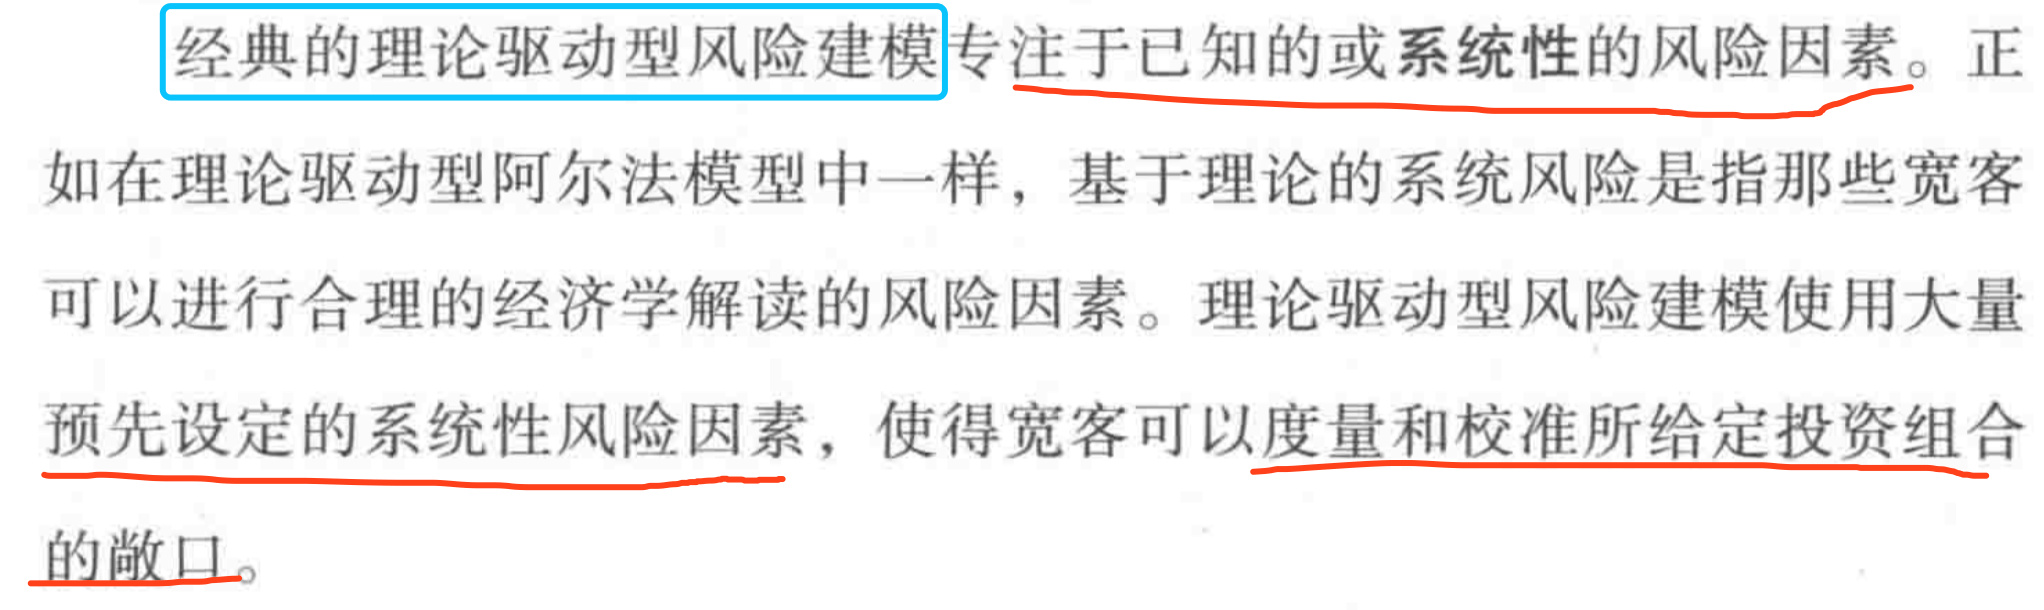 经典的理论驱动型风险建模专注于已知的或系统性的风险因素。正
如在理论驱动型阿尔法模型中一样，基于理论的系统风险是指那些宽客
可以进行合理的经济学解读的风险因素。理论驱动型风险建模使用大量
预先设定的系统性风险因素，使得宽客可以度量和校准所给定投资组合
的敞口。